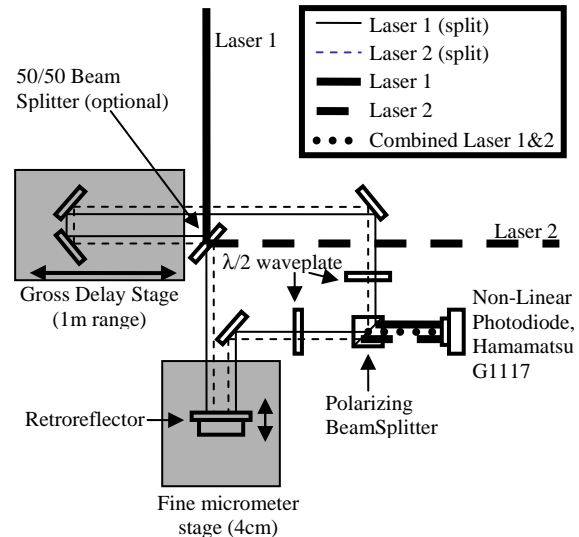 Laser 1
50/50 Beam
Splitter (optional)
Laser 1 (split)
Laser 2 (split)
Laser 1
Laser 2
Combined Laser 1&2
Laser 2
λ/2 waveplate
Gross Delay Stage
(1m range)
Non-Linear
Photodiode,
Hamamatsu
G1117
Retroreflector
Polarizing
BeamSplitter
Fine micrometer
stage (4cm)